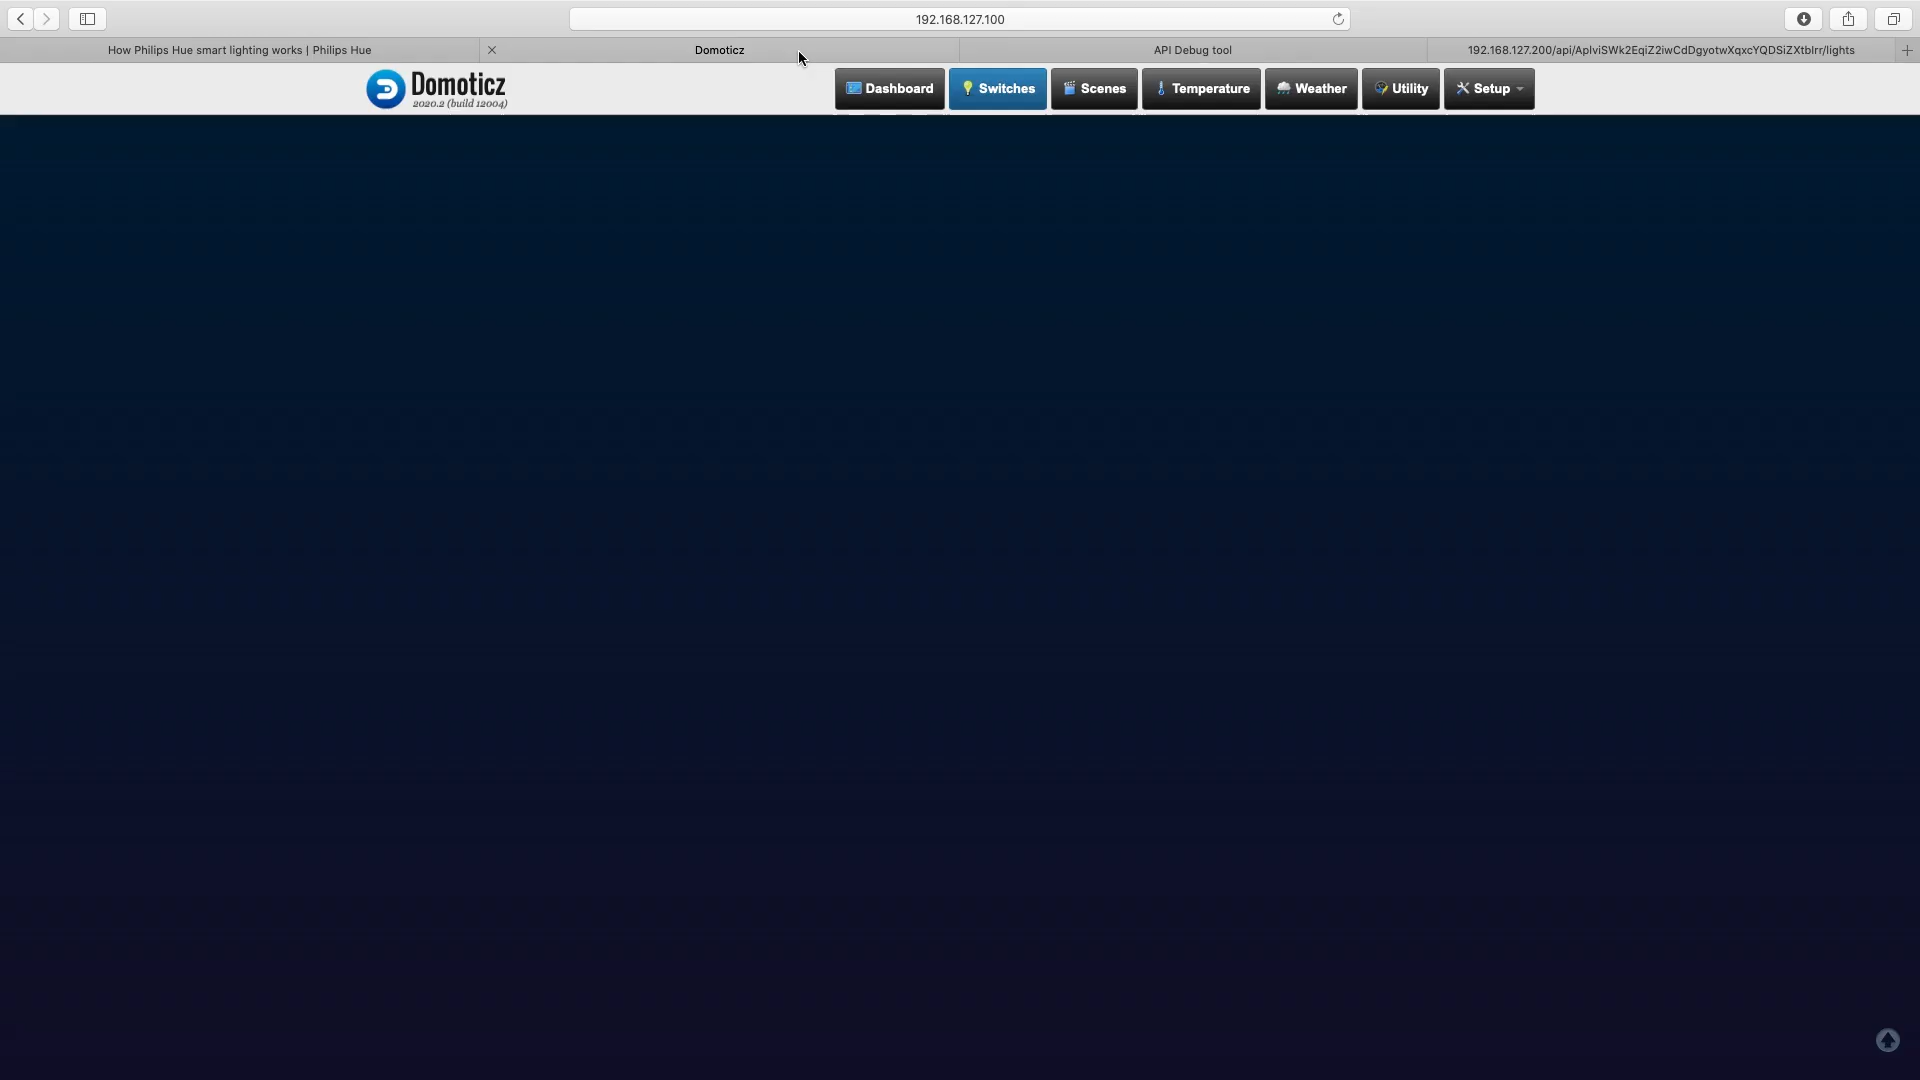 192.168.127.100
How Philips Hue smart lighting works | Philips Hue
Domoticz
API Debug tool
192.168.127.200/api/ApIviSWk2EqiZ2iwCdDgyotwXqxcYQDSiZXtbIrr/lights
Domoticz
2020.2 (build 12004)
Dashboard
Switches
Scenes
Temperature
Weather
Utility
Setup